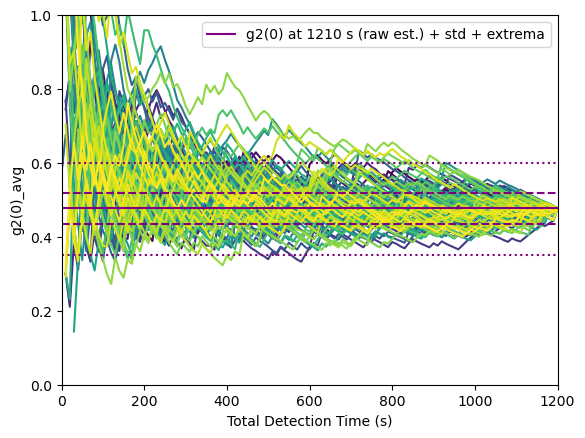 g2(0) at 1210 s (raw est.) + std + extrema
g2(0)_avg
1.0
0.8
0.6
0.4
0.2
0.0
0 200 400 600 800 1000 1200
Total Detection Time (s)